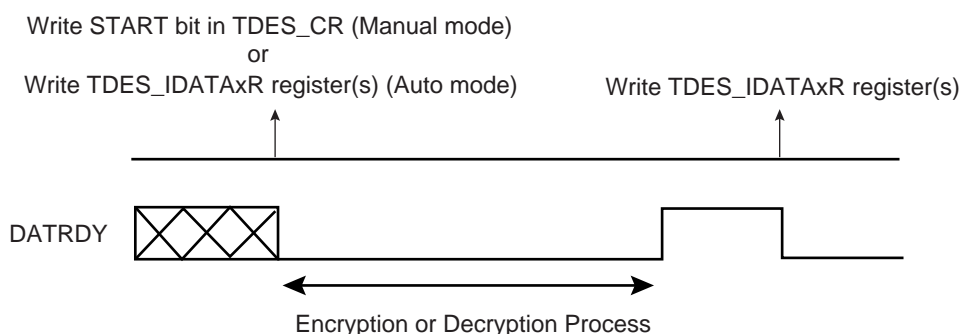 Write START bit in TDES_CR (Manual mode)
or
Write TDES_IDATAxR register(s) (Auto mode)
Write TDES_IDATAxR register(s)
DATRDY
Encryption or Decryption Process